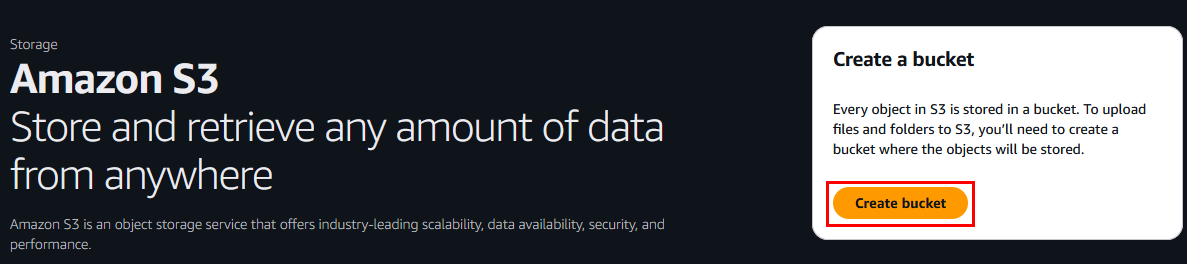 Storage
Amazon S3
Store and retrieve any amount of data
from anywhere
Amazon S3 is an object storage service that offers industry-leading scalability, data availability, security, and
performance.
Create a bucket
Every object in S3 is stored in a bucket. To upload
files and folders to S3, you’ll need to create a
bucket where the objects will be stored.
Create bucket